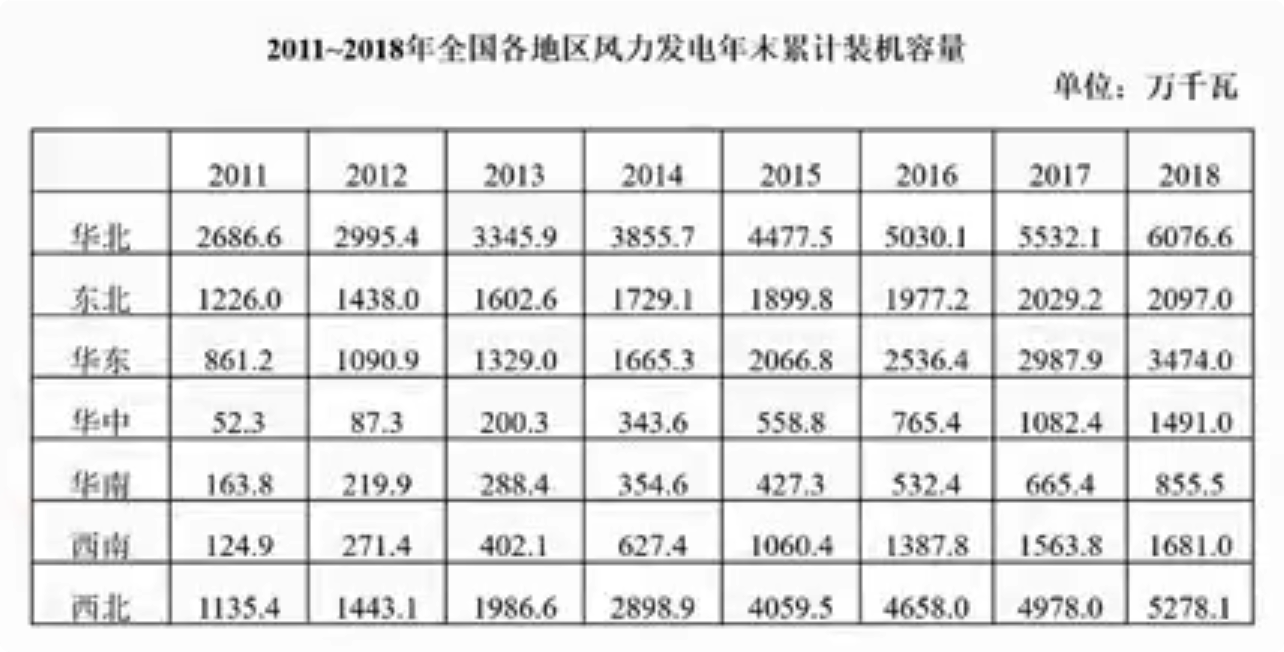 2011~2018年全国各地区风力发电年末累计装机容量
单位：万千瓦
2011 2012 2013 2014 2015 2016 2017 2018
华北 2686.6 2995.4 3345.9 3855.7 4477.5 5030.1 5532.1 6076.6
东北 1226.0 1438.0 1602.6 1729.1 1899.8 1977.2 2029.2 2097.0
华东 861.2 1090.9 1329.0 1665.3 2066.8 2536.4 2987.9 3474.0
华中 52.3 87.3 200.3 343.6 558.8 765.4 1082.4 1491.0
华南 163.8 219.9 288.4 354.6 427.3 532.4 665.4 855.5
西南 124.9 271.4 402.1 627.4 1060.4 1387.8 1563.8 1681.0
西北 1135.4 1443.1 1986.6 2898.9 4059.5 4658.0 4978.0 5278.1